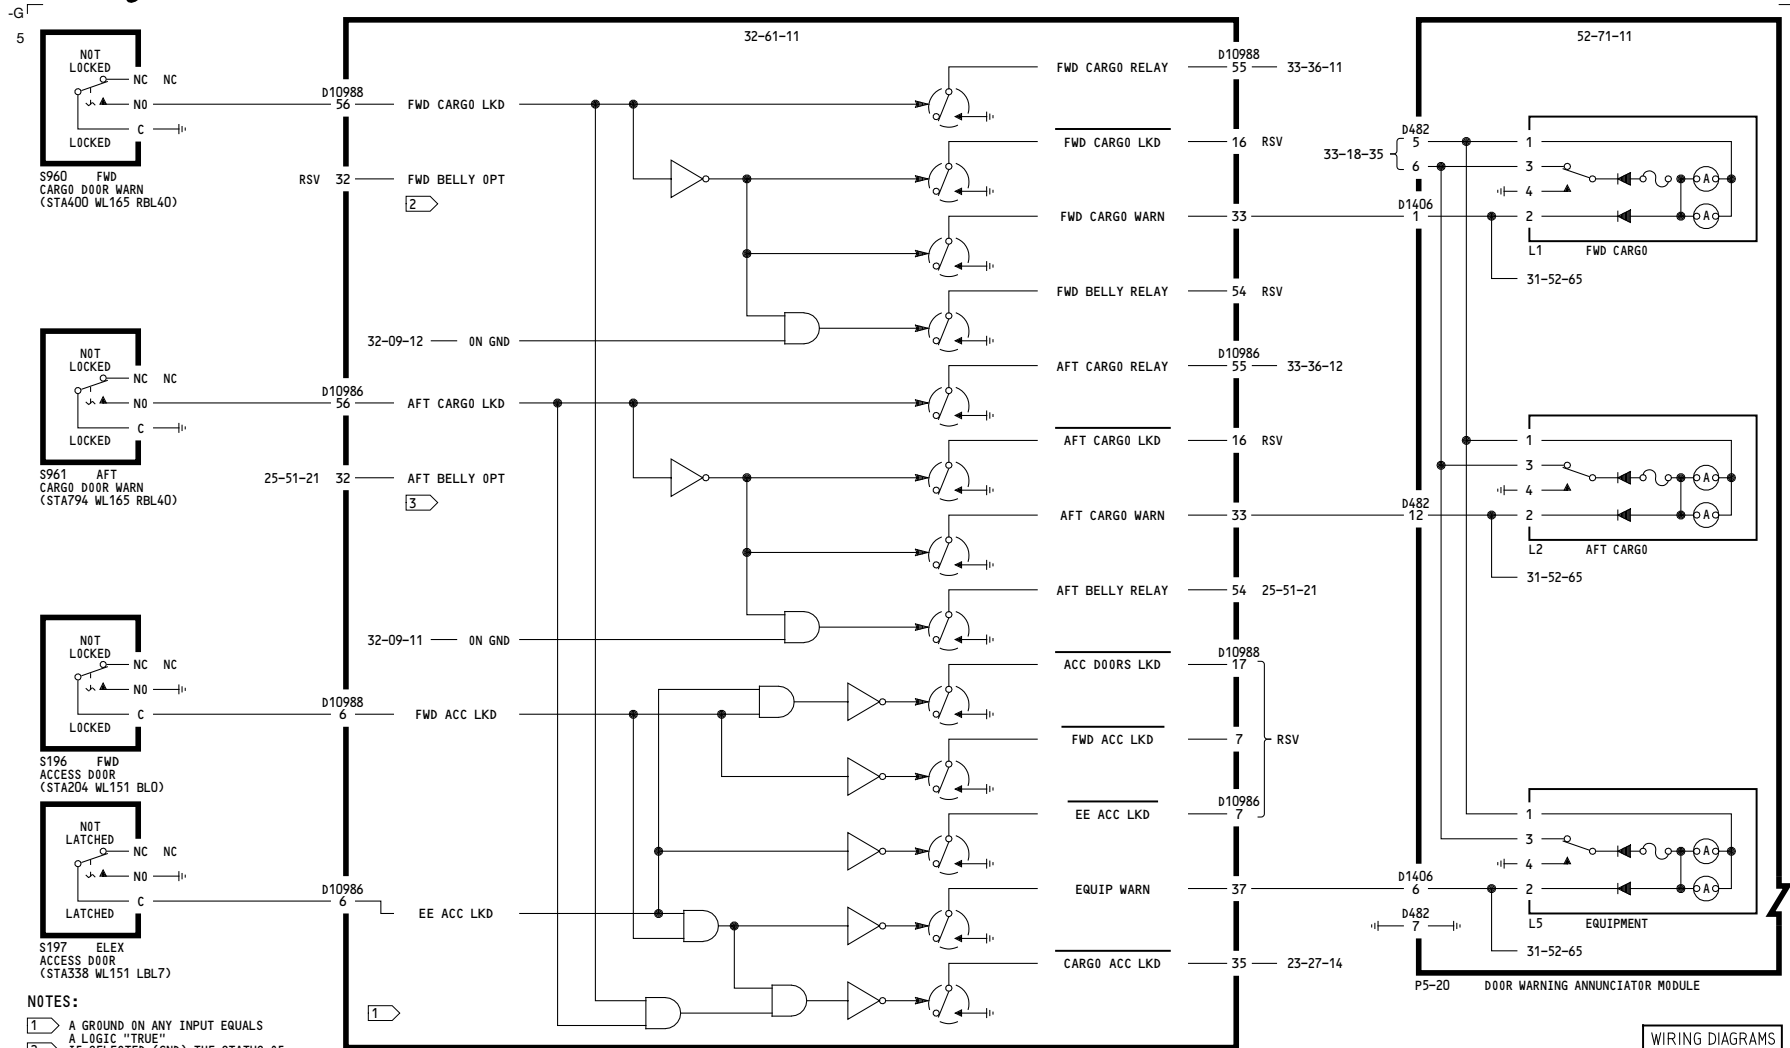 -G
5
NOT
LOCKED
NC NC
NO
C
LOCKED
S960 FWD
CARGO DOOR WARN
(STA400 WL165 RBL40)
NOT
LOCKED
NC NC
NO
C
LOCKED
S961 AFT
CARGO DOOR WARN
(STA794 WL165 RBL40)
NOT
LOCKED
NC NC
NO
C
LOCKED
S196 FWD
ACCESS DOOR
(STA204 WL151 BL0)
NOT
LATCHED
NC NC
NO
C
LATCHED
S197 ELEX
ACCESS DOOR
(STA338 WL151 LBL7)
NOTES:
1 A GROUND ON ANY INPUT EQUALS
A LOGIC "TRUE"
32-61-11
D10988
56 FWD CARGO LKD
RSV 32 FWD BELLY OPT
2
32-09-12 ON GND
D10986
56 AFT CARGO LKD
25-51-21 32 AFT BELLY OPT
3
32-09-11 ON GND
D10988
6 FWD ACC LKD
D10986
6 EE ACC LKD
1
FWD CARGO RELAY D10988 55 33-36-11
FWD CARGO LKD 16 RSV
FWD CARGO WARN 33
FWD BELLY RELAY 54 RSV
AFT CARGO RELAY D10986 55 33-36-12
AFT CARGO LKD 16 RSV
AFT CARGO WARN 33
AFT BELLY RELAY 54 25-51-21
ACC DOORS LKD D10988 17
FWD ACC LKD 7 RSV
EE ACC LKD D10986 7
EQUIP WARN 37
CARGO ACC LKD 35 23-27-14
52-71-11
33-18-35
D482
5
6
D1406
1
1
3
4
2
A
A
L1 FWD CARGO
31-52-65
D482
12
1
3
4
2
A
A
L2 AFT CARGO
31-52-65
D1406
6
D482
7
1
3
4
2
A
A
L5 EQUIPMENT
31-52-65
P5-20 DOOR WARNING ANNUNCIATOR MODULE
WIRING DIAGRAMS